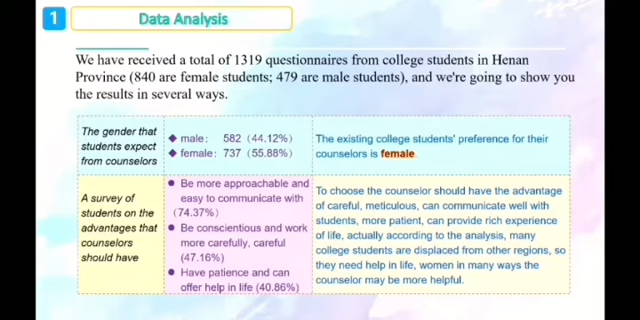 1 Data Analysis
We have received a total of 1319 questionnaires from college students in Henan
Province (840 are female students; 479 are male students), and we're going to show you
the results in several ways.
The gender that
students expect
from counselors
◆ male: 582 (44.12%)
◆ female: 737 (55.88%)
The existing college students' preference for their
counselors is female.
A survey of
students on the
advantages that
counselors
should have
● Be more approachable and
easy to communicate with
(74.37%)
● Be conscientious and work
more carefully, careful
(47.16%)
● Have patience and can
offer help in life (40.86%)
To choose the counselor should have the advantage
of careful, meticulous, can communicate well with
students, more patient, can provide rich experience
of life, actually according to the analysis, many
college students are displaced from other regions, so
they need help in life, women in many ways the
counselor may be more helpful.